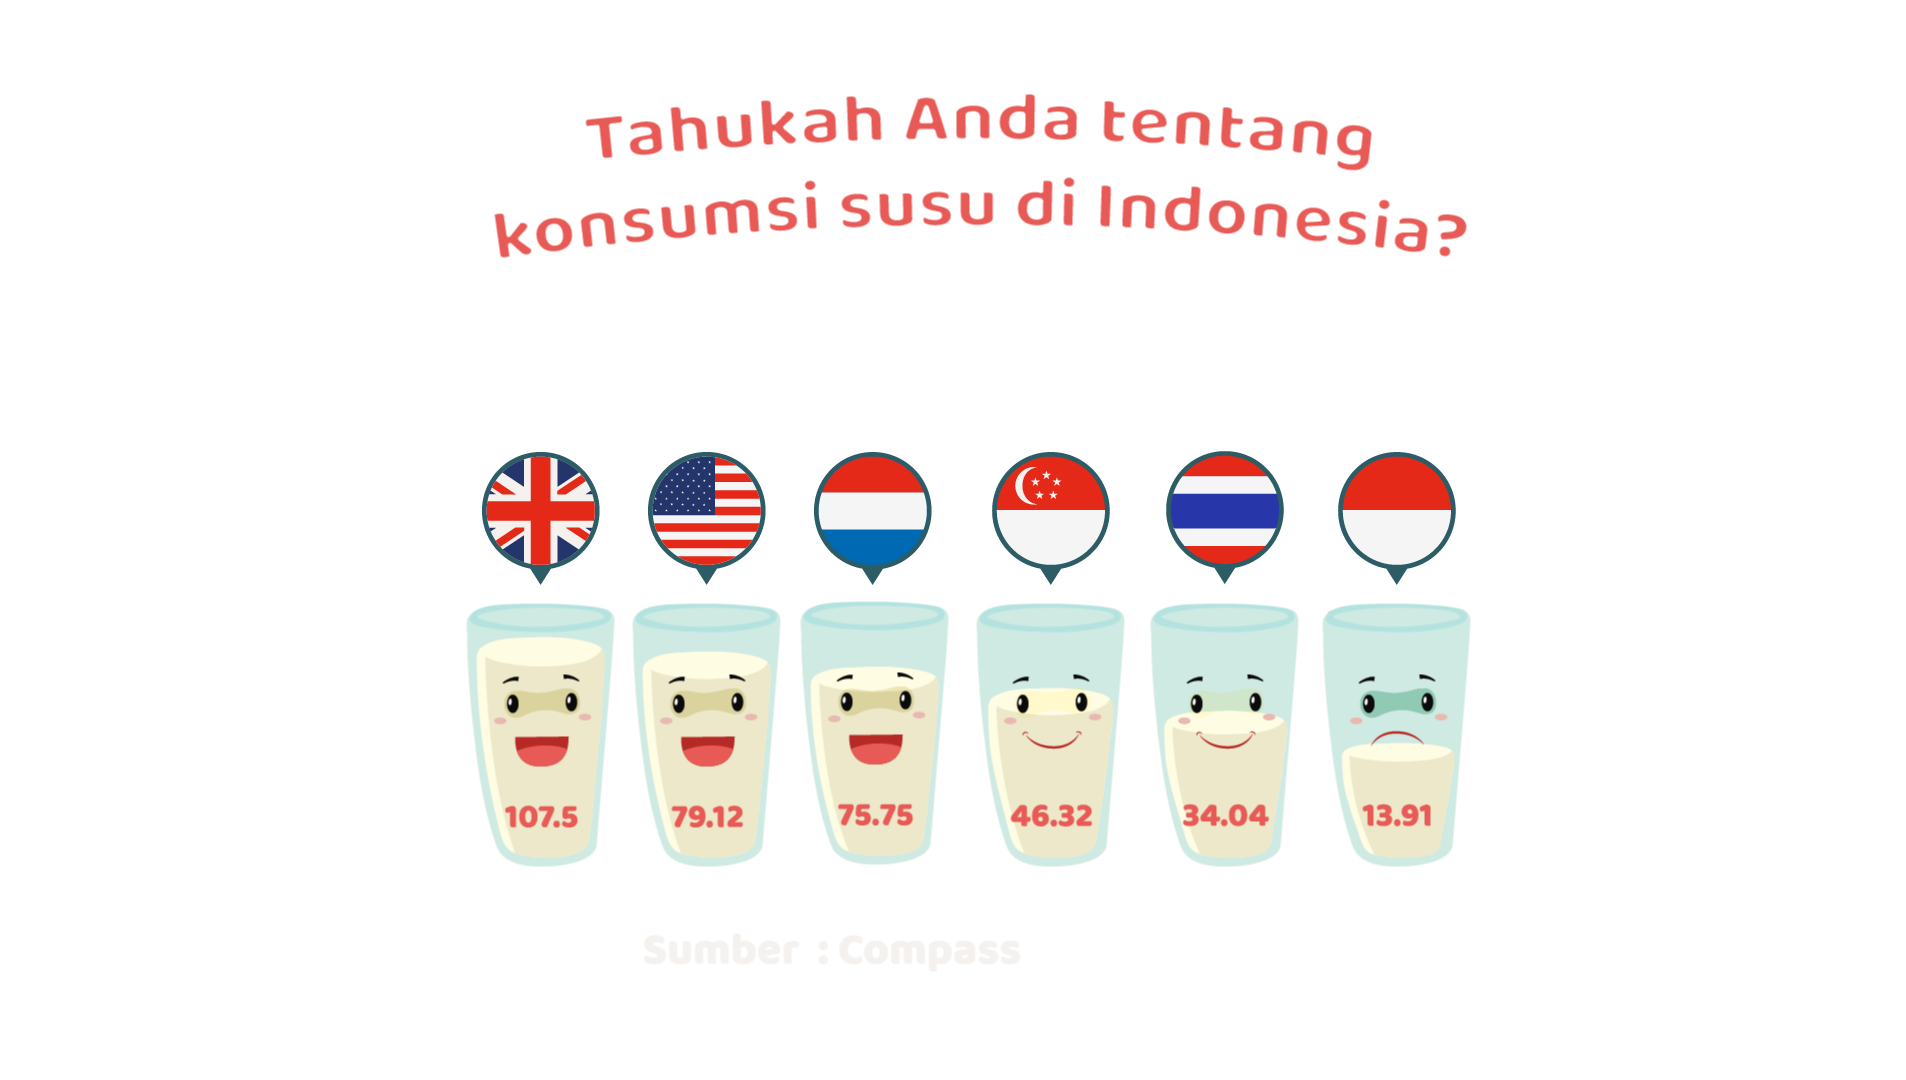 Tahukah Anda tentang
konsumsi susu di Indonesia?
107.5 79.12 75.75 46.32 34.04 13.91
Sumber : Compass